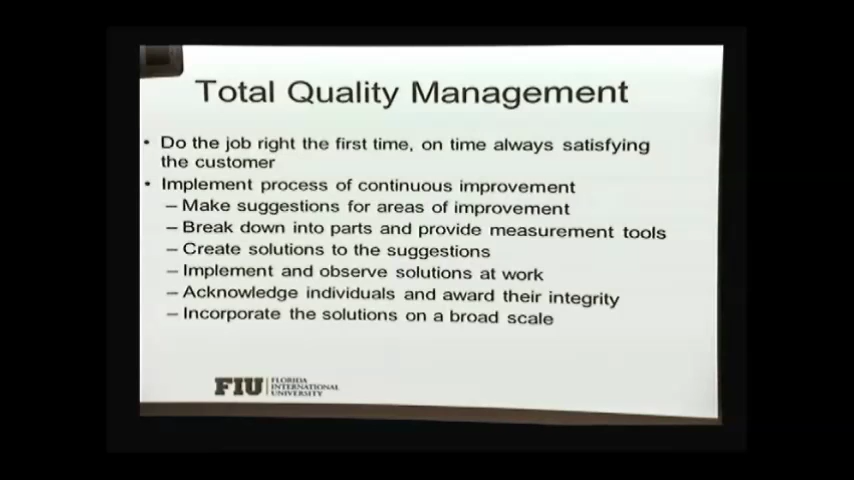 Total Quality Management
• Do the job right the first time, on time always satisfying
the customer
• Implement process of continuous improvement
– Make suggestions for areas of improvement
– Break down into parts and provide measurement tools
– Create solutions to the suggestions
– Implement and observe solutions at work
– Acknowledge individuals and award their integrity
– Incorporate the solutions on a broad scale
FIU
FLORIDA
INTERNATIONAL
UNIVERSITY